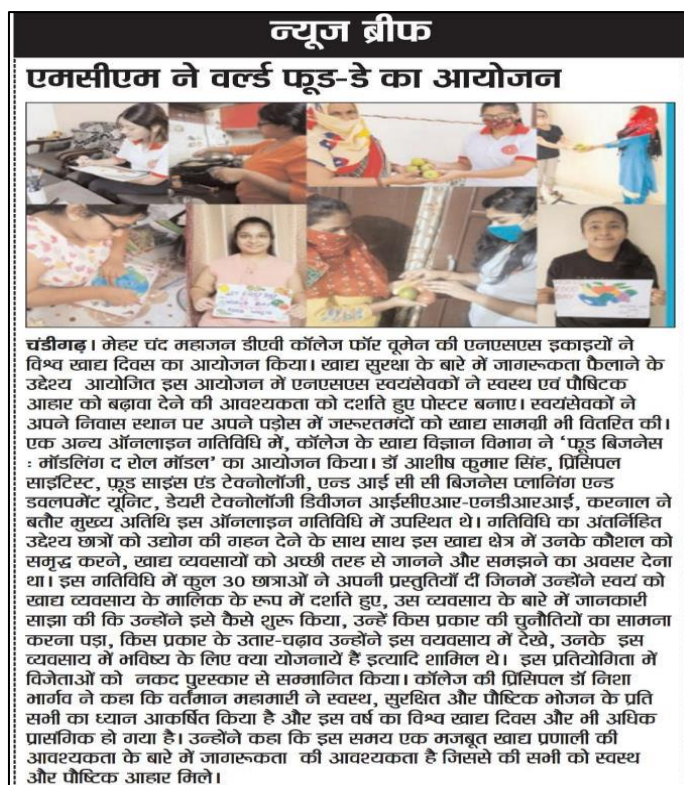 न्यूज ब्रीफ
एमसीएम ने वर्ल्ड फूड-डे का आयोजन
चंडीगढ़। मेहर चंद महाजन डीएवी कॉलेज फॉर वूमेन की एनएसएस इकाइयों ने
विश्व खाद्य दिवस का आयोजन किया। खाद्य सुरक्षा के बारे में जागरूकता फैलाने के
उद्देश्य आयोजित इस आयोजन में एनएसएस स्वयंसेवकों ने स्वस्थ एवं पौषिटक
आहार को बढ़ावा देने की आवश्यकता को दर्शाते हुए पोस्टर बनाए। स्वयंसेवकों ने
अपने निवास स्थान पर अपने पड़ोस में जरूरतमंदों को खाद्य सामग्री भी वितरित की।
एक अन्य ऑनलाइन गतिविधि में, कॉलेज के खाद्य विज्ञान विभाग ने 'फूड बिजनेस
: मॉडलिंग द रोल मॉडल' का आयोजन किया। डॉ आशीष कुमार सिंह, प्रिंसिपल
साइंटिस्ट, फूड साइंस एंड टेक्नोलॉजी, एन्ड आई सी सी बिजनेस प्लानिंग एन्ड
डवलपमेंट यूनिट, डेयरी टेक्नोलॉजी डिवीजन आईसीएआर-एनडीआरआई, करनाल ने
बतौर मुख्य अतिथि इस ऑनलाइन गतिविधि में उपस्थित थे। गतिविधि का अंतर्निहित
उद्देश्य छात्रों को उद्योग की गहन देने के साथ साथ इस खाद्य क्षेत्र में उनके कौशल को
समृद्ध करने, खाद्य व्यवसायों को अच्छी तरह से जानने और समझने का अवसर देना
था। इस गतिविधि में कुल 30 छात्राओं ने अपनी प्रस्तुतियाँ दी जिनमें उन्होंने स्वयं को
खाद्य व्यवसाय के मालिक के रूप में दर्शाते हुए, उस व्यवसाय के बारे में जानकारी
साझा की कि उन्होंने इसे कैसे शुरू किया, उन्हें किस प्रकार की चुनौतियों का सामना
करना पड़ा, किस प्रकार के उतार-चढ़ाव उन्होंने इस वयवसाय में देखे, उनके इस
व्यवसाय में भविष्य के लिए क्या योजनायें हैं इत्यादि शामिल थे। इस प्रतियोगिता में
विजेताओं को नकद पुरस्कार से सम्मानित किया। कॉलेज की प्रिंसिपल डॉ निशा
भार्गव ने कहा कि वर्तमान महामारी ने स्वस्थ, सुरक्षित और पौष्टिक भोजन के प्रति
सभी का ध्यान आकर्षित किया है और इस वर्ष का विश्व खाद्य दिवस और भी अधिक
प्रासंगिक हो गया है। उन्होंने कहा कि इस समय एक मजबूत खाद्य प्रणाली की
आवश्यकता के बारे में जागरूकता की आवश्यकता है जिससे की सभी को स्वस्थ
और पौष्टिक आहार मिले।